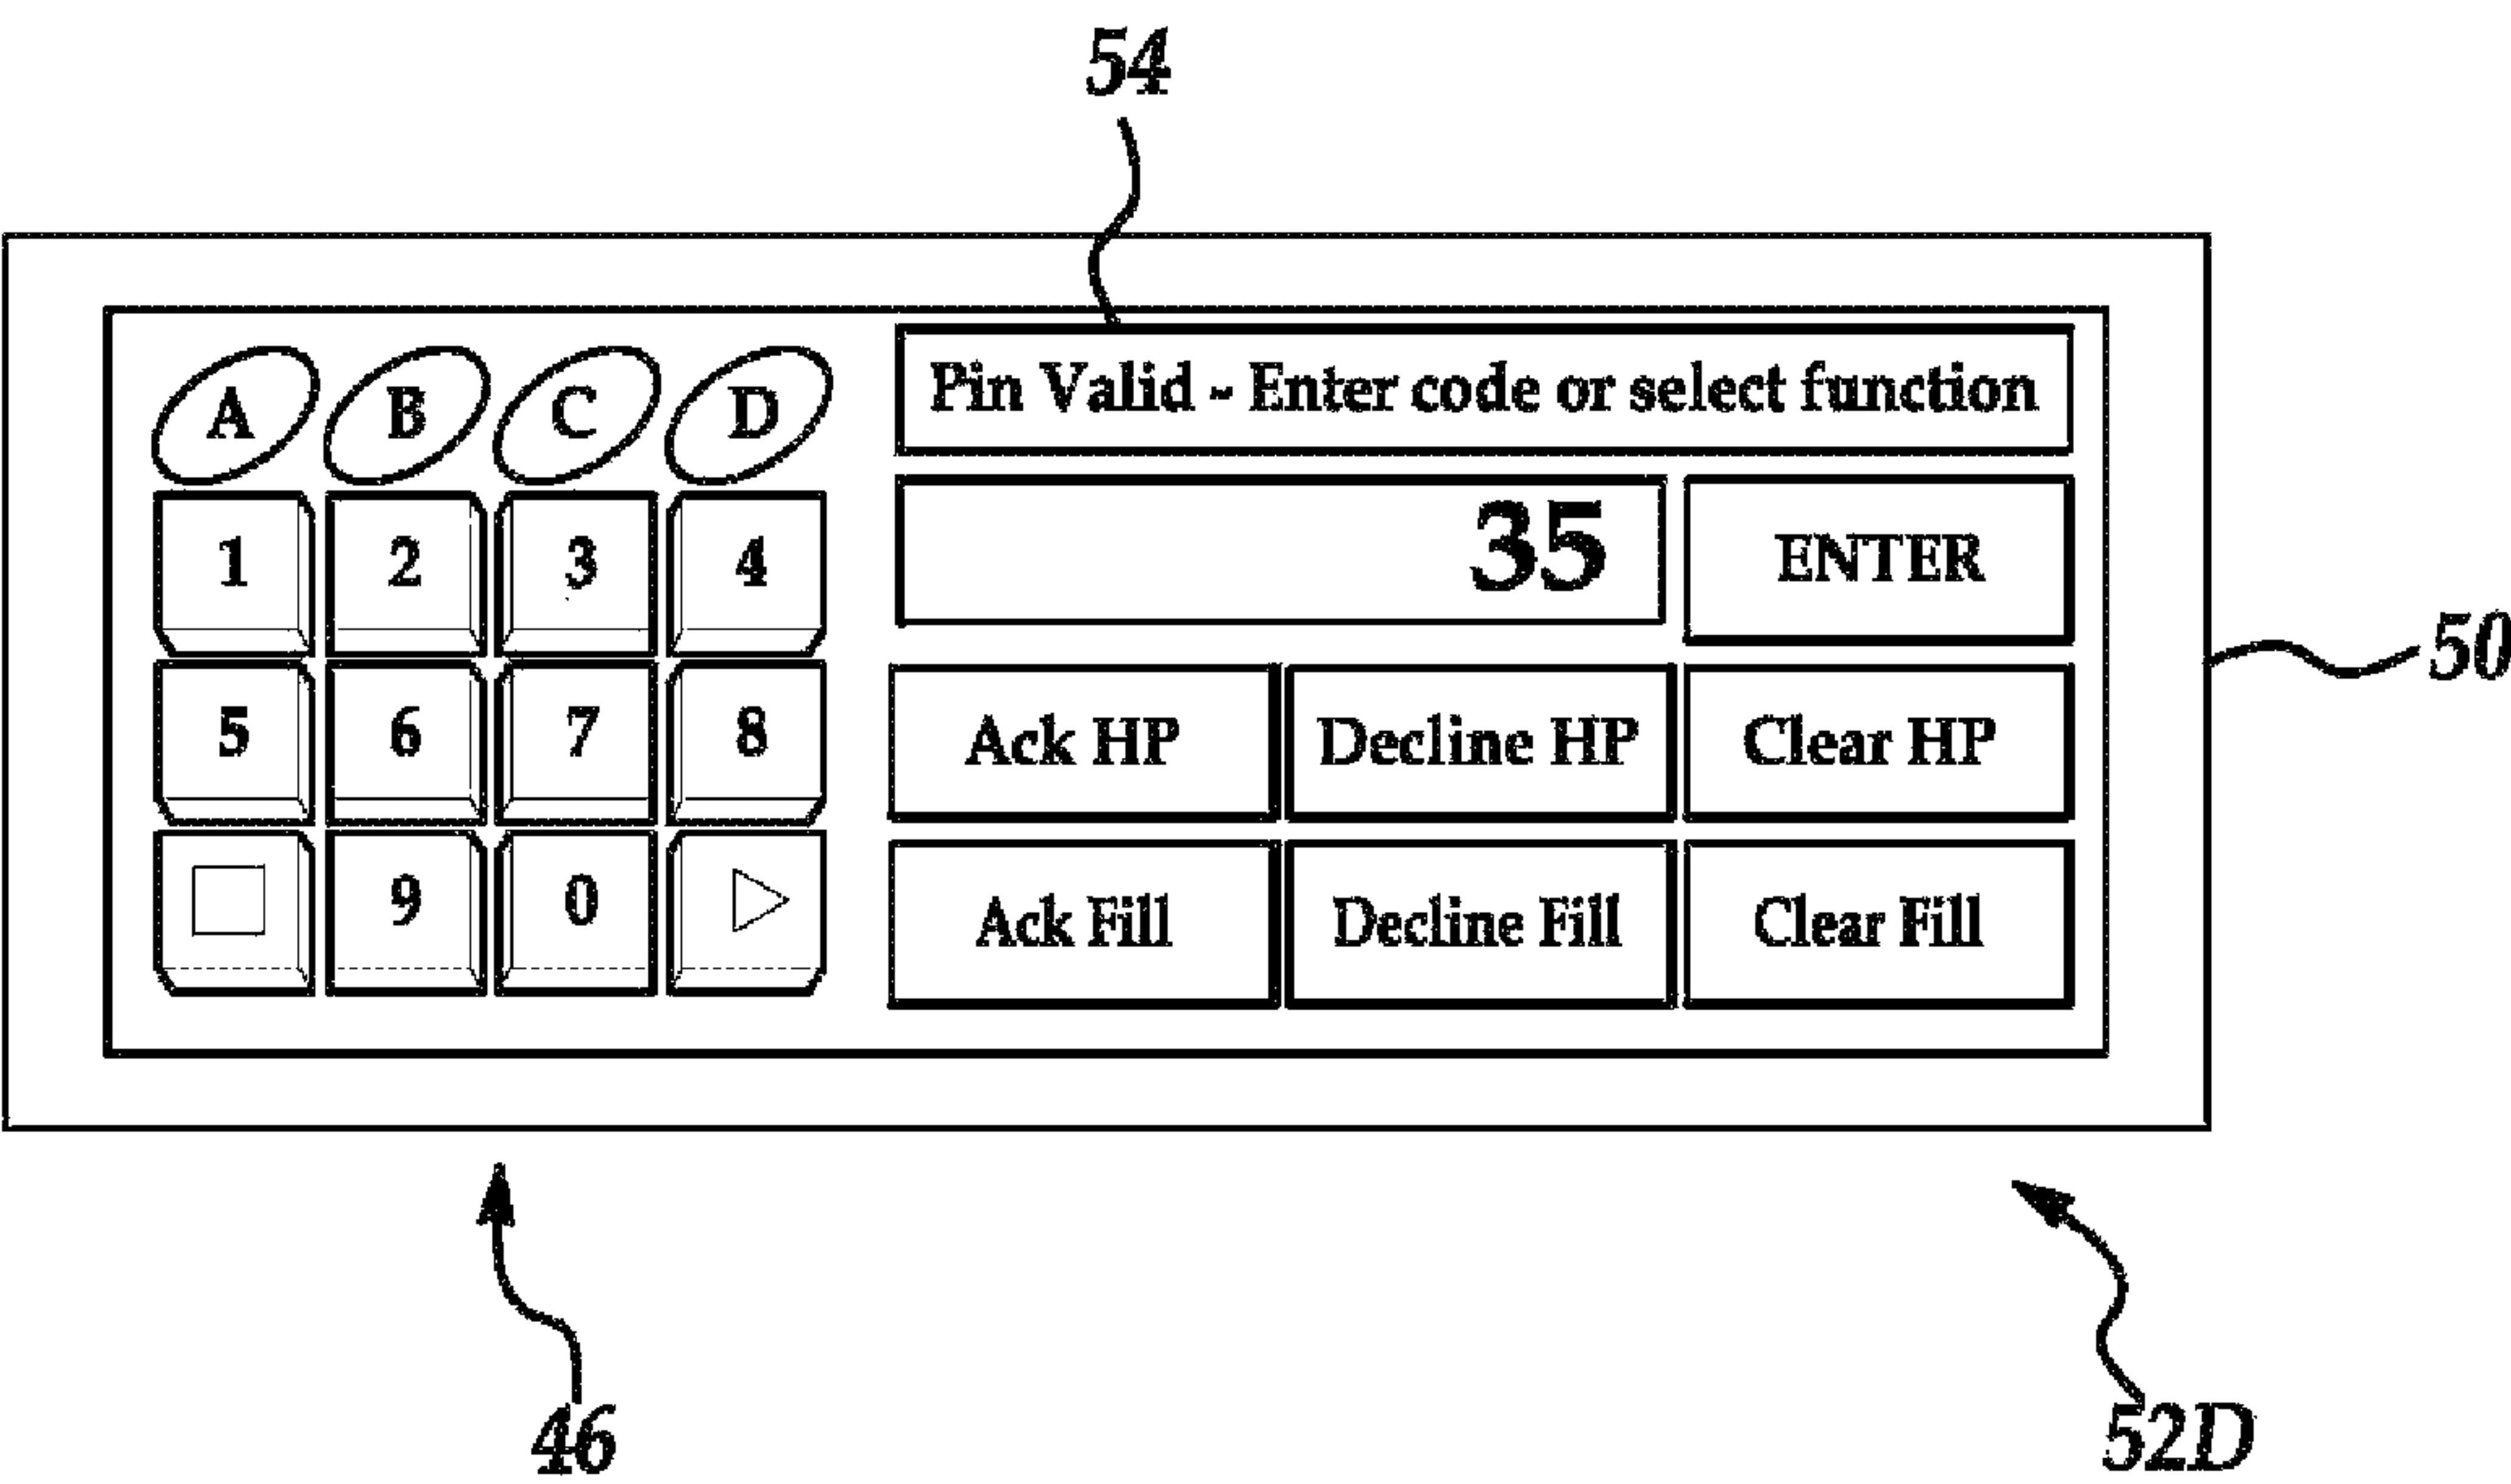 54
A B C D
Pin Valid - Enter code or select function
1 2 3 4
35
ENTER
50
5 6 7 8
Ack HP
Decline HP
Clear HP
9 0
Ack Fill
Decline Fill
Clear Fill
46
52D